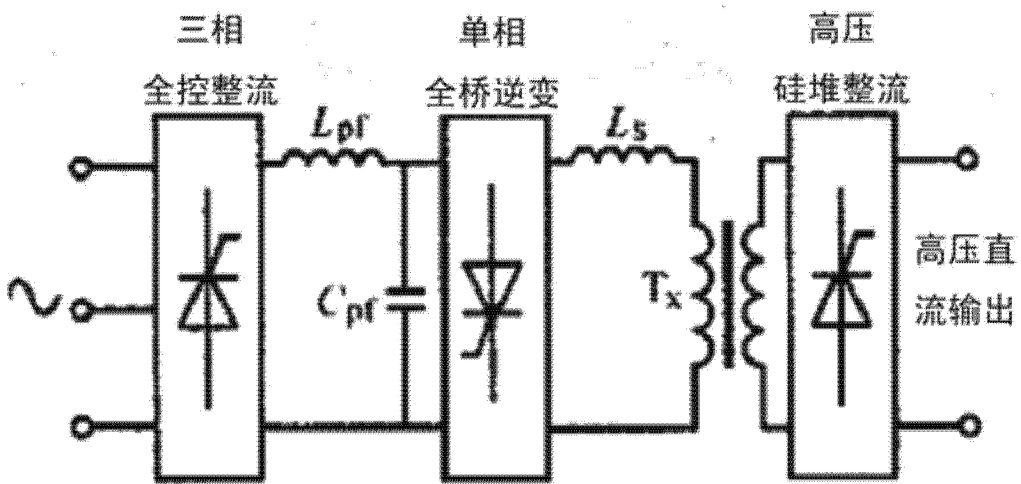 三相
全控整流
单相
全桥逆变
高压
硅堆整流
Lpf
Ls
Cpf
Tx
高压直
流输出